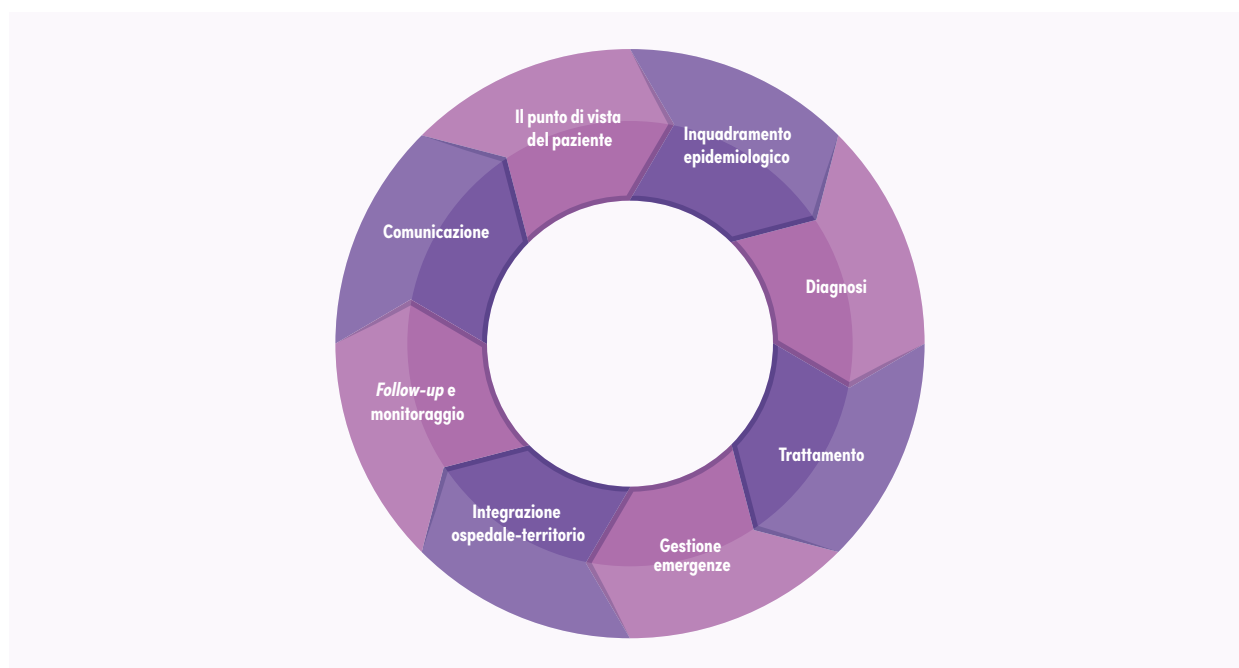 Il punto di vista
del paziente
Inquadramento
epidemiologico
Diagnosi
Trattamento
Gestione
emergenze
Integrazione
ospedale-territorio
Follow-up e
monitoraggio
Comunicazione